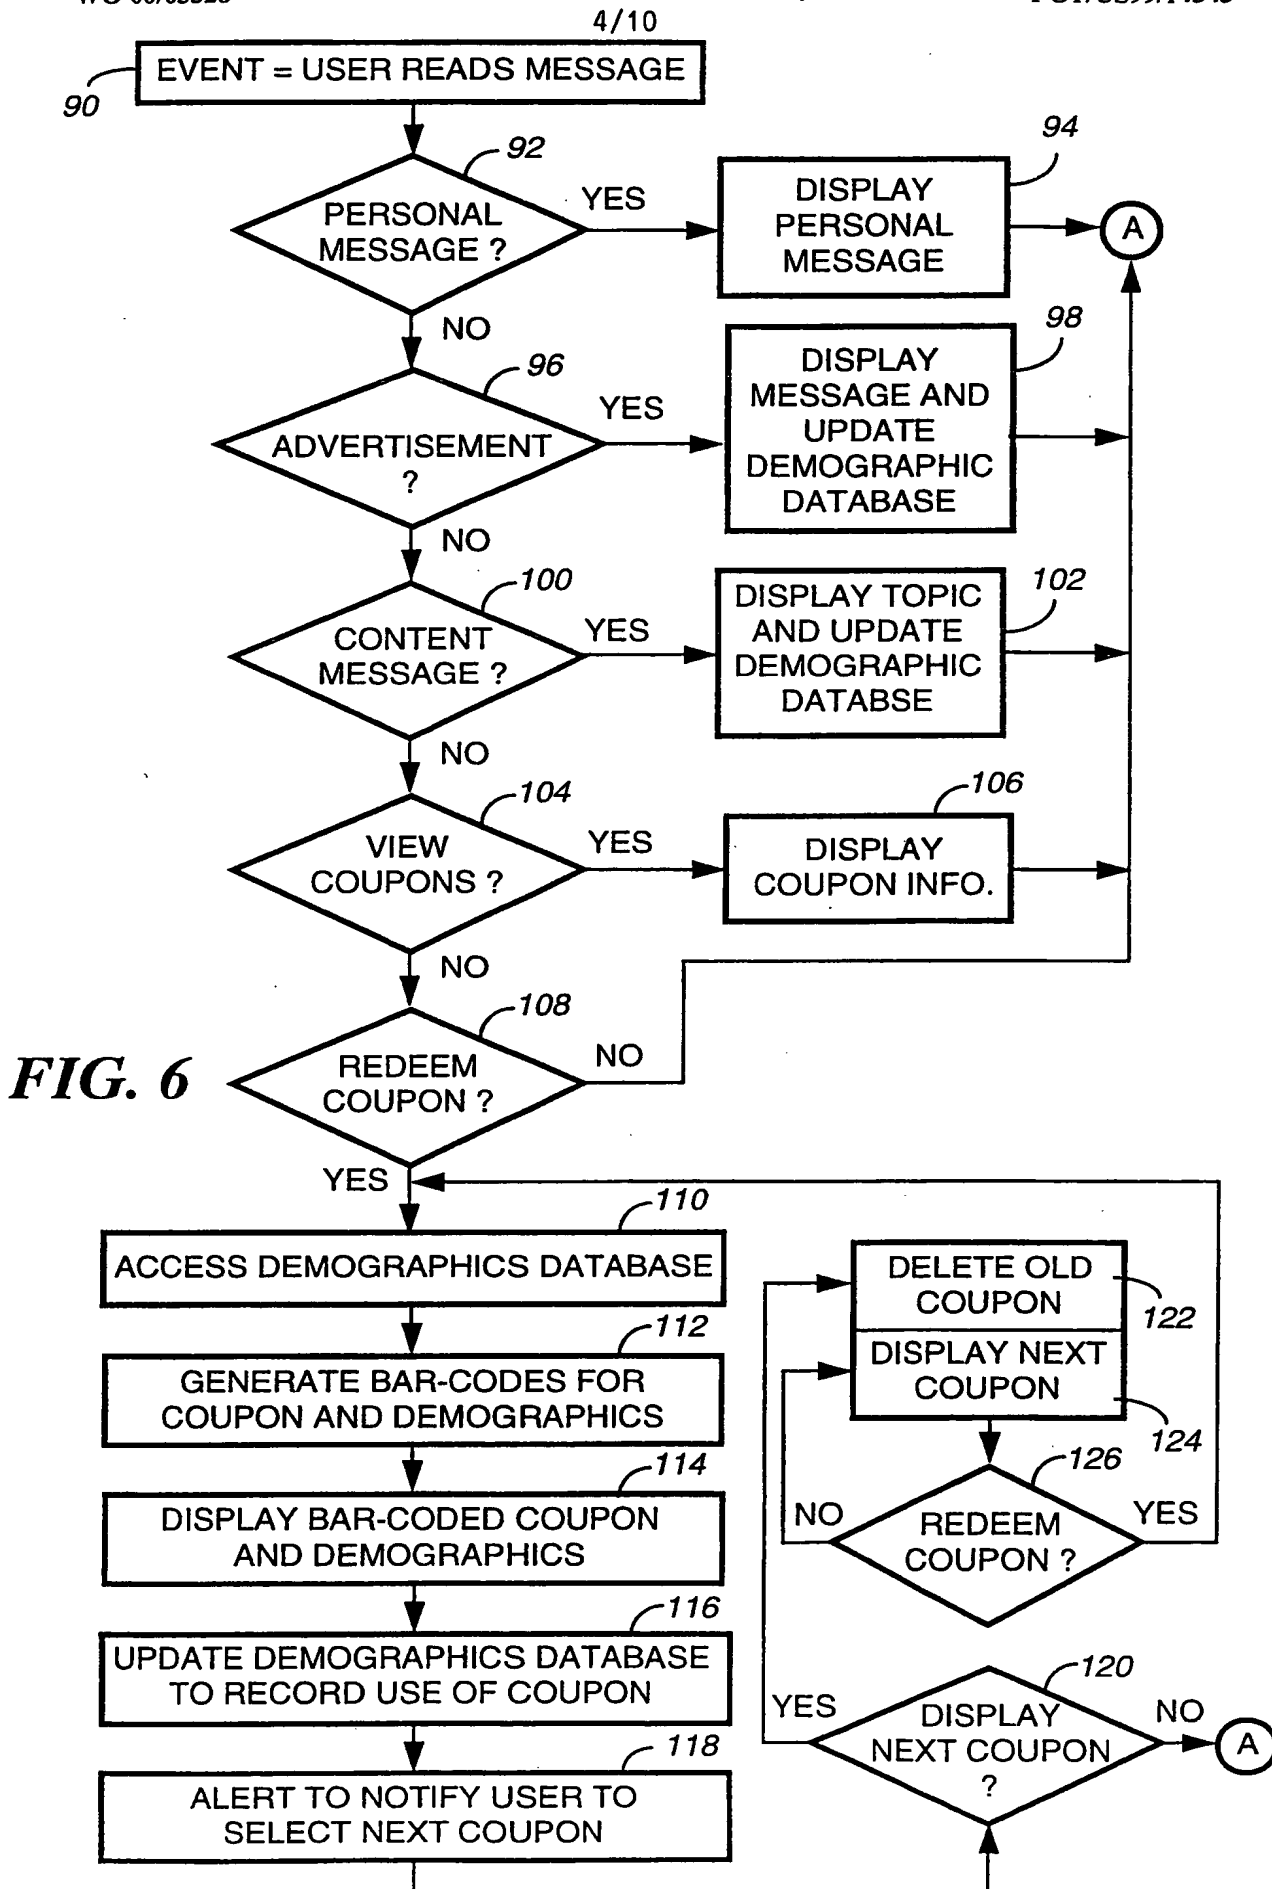 4/10
EVENT = USER READS MESSAGE
90
92
PERSONAL
MESSAGE ?
YES
94
DISPLAY
PERSONAL
MESSAGE
A
NO
96
ADVERTISEMENT
?
YES
98
DISPLAY
MESSAGE AND
UPDATE
DEMOGRAPHIC
DATABASE
NO
100
CONTENT
MESSAGE ?
YES
102
DISPLAY TOPIC
AND UPDATE
DEMOGRAPHIC
DATABSE
NO
104
VIEW
COUPONS ?
YES
106
DISPLAY
COUPON INFO.
NO
108
REDEEM
COUPON ?
NO
FIG. 6
YES
110
ACCESS DEMOGRAPHICS DATABASE
112
GENERATE BAR-CODES FOR
COUPON AND DEMOGRAPHICS
114
DISPLAY BAR-CODED COUPON
AND DEMOGRAPHICS
116
UPDATE DEMOGRAPHICS DATABASE
TO RECORD USE OF COUPON
118
ALERT TO NOTIFY USER TO
SELECT NEXT COUPON
DELETE OLD
COUPON
122
DISPLAY NEXT
COUPON
124
126
NO
REDEEM
COUPON ?
YES
120
YES
DISPLAY
NEXT COUPON
?
NO
A